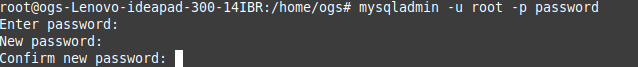 root@ogs-Lenovo-ideapad-300-14IBR:/home/ogs# mysqladmin -u root -p password
Enter password:
New password:
Confirm new password: